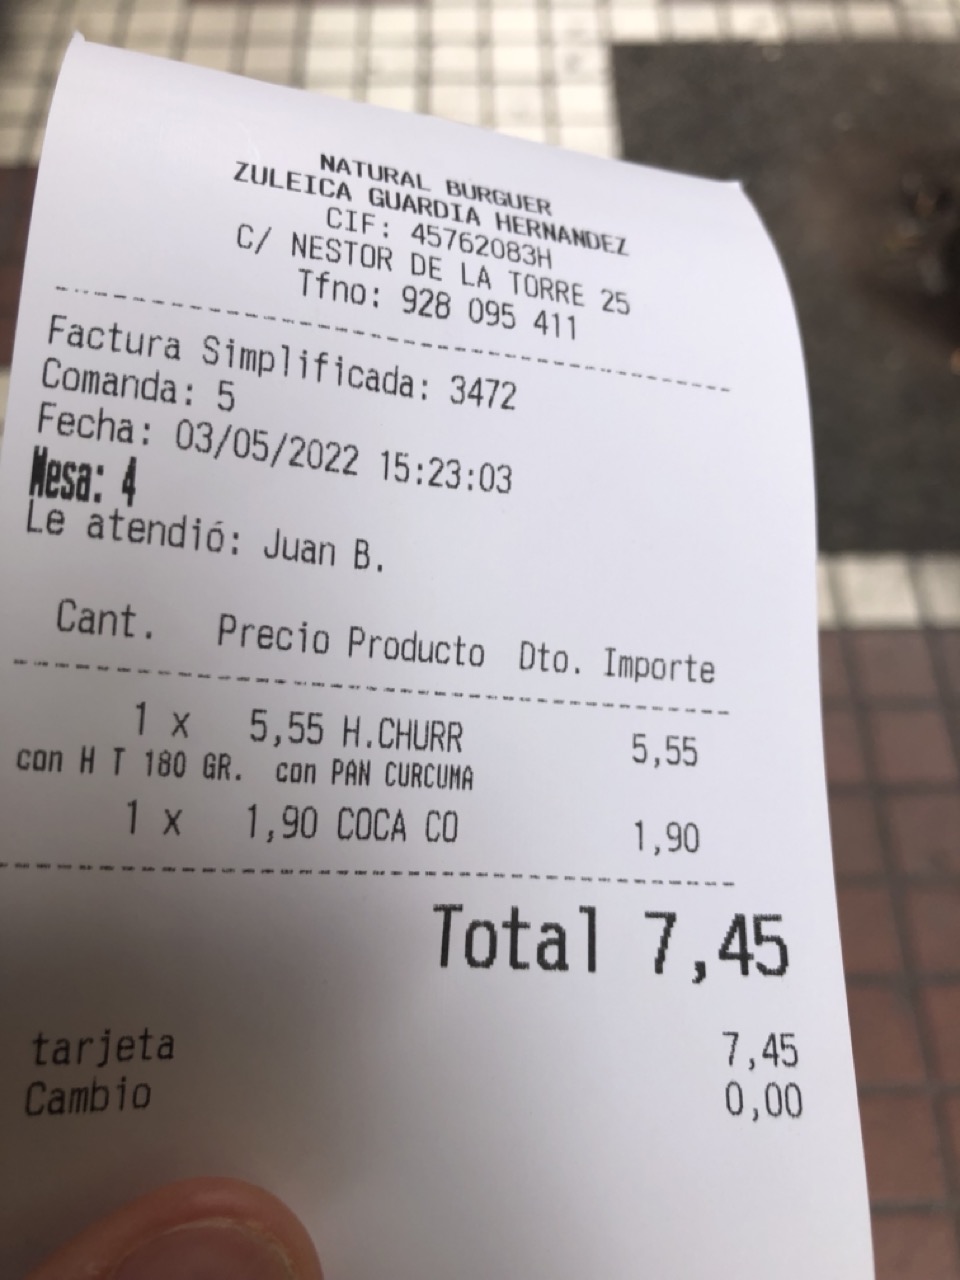 NATURAL BURGUER
ZULEICA GUARDIA HERNANDEZ
CIF: 45762083H
C/ NESTOR DE LA TORRE 25
Tfno: 928 095 411
Factura Simplificada: 3472
Comanda: 5
Fecha: 03/05/2022 15:23:03
Mesa: 4
Le atendió: Juan B.
Cant. Precio Producto Dto. Importe
1 x 5,55 H.CHURR 5,55
con H T 180 GR. con PAN CURCUMA
1 x 1,90 COCA CO 1,90
Total 7,45
tarjeta 7,45
Cambio 0,00